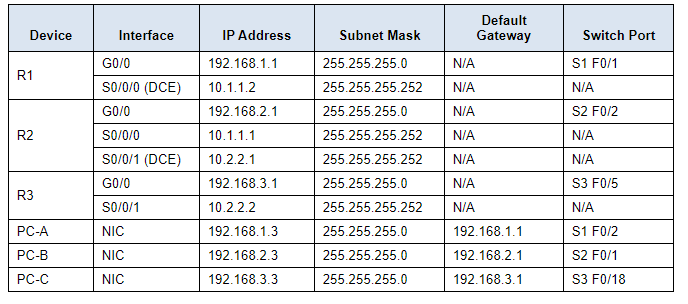 Device Interface IP Address Subnet Mask Default Gateway Switch Port
R1 G0/0 192.168.1.1 255.255.255.0 N/A S1 F0/1
S0/0/0 (DCE) 10.1.1.2 255.255.255.252 N/A N/A
R2 G0/0 192.168.2.1 255.255.255.0 N/A S2 F0/2
S0/0/0 10.1.1.1 255.255.255.252 N/A N/A
S0/0/1 (DCE) 10.2.2.1 255.255.255.252 N/A N/A
R3 G0/0 192.168.3.1 255.255.255.0 N/A S3 F0/5
S0/0/1 10.2.2.2 255.255.255.252 N/A N/A
PC-A NIC 192.168.1.3 255.255.255.0 192.168.1.1 S1 F0/2
PC-B NIC 192.168.2.3 255.255.255.0 192.168.2.1 S2 F0/1
PC-C NIC 192.168.3.3 255.255.255.0 192.168.3.1 S3 F0/18